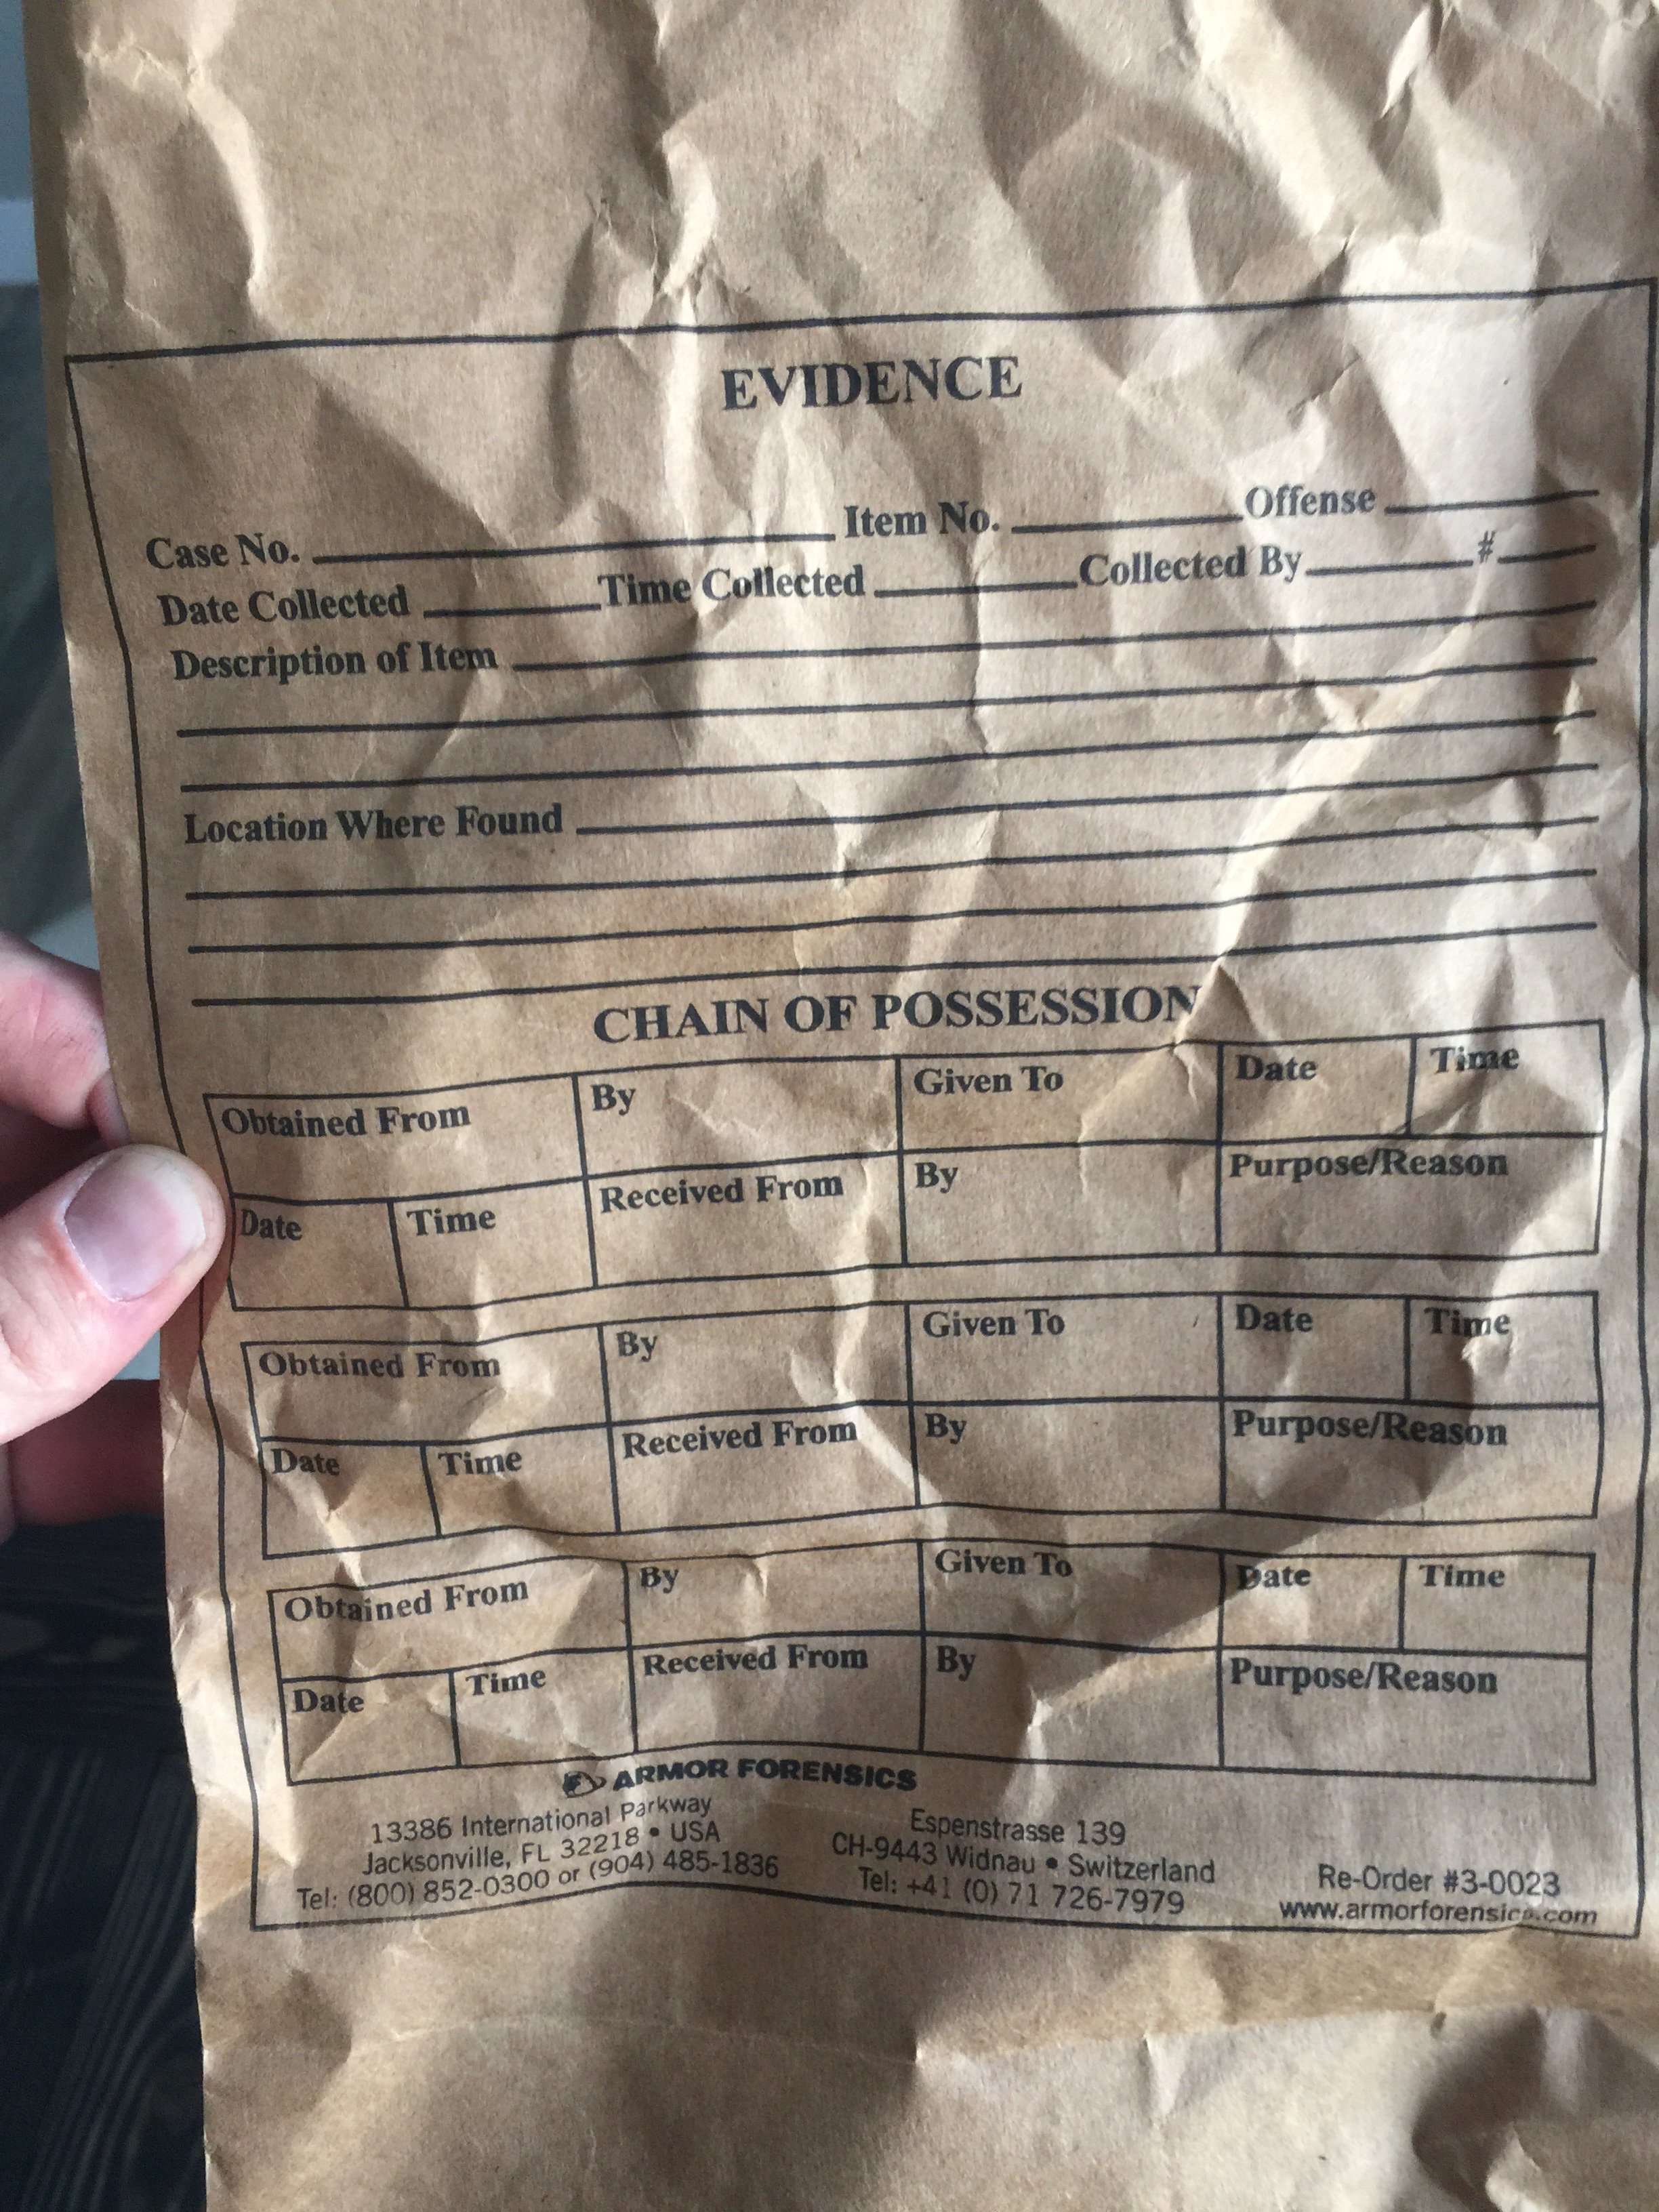 EVIDENCE
Case No. Item No. Offense
Date Collected Time Collected Collected By #
Description of Item
Location Where Found
CHAIN OF POSSESSION
Obtained From By Given To Date Time
Date Time Received From By Purpose/Reason
Obtained From By Given To Date Time
Date Time Received From By Purpose/Reason
Obtained From By Given To Date Time
Date Time Received From By Purpose/Reason
ARMOR FORENSICS
13386 International Parkway
Jacksonville, FL 32218 • USA
Tel: (800) 852-0300 or (904) 485-1836
Espenstrasse 139
CH-9443 Widnau • Switzerland
Tel: +41 (0) 71 726-7979
Re-Order #3-0023
www.armorforensics.com